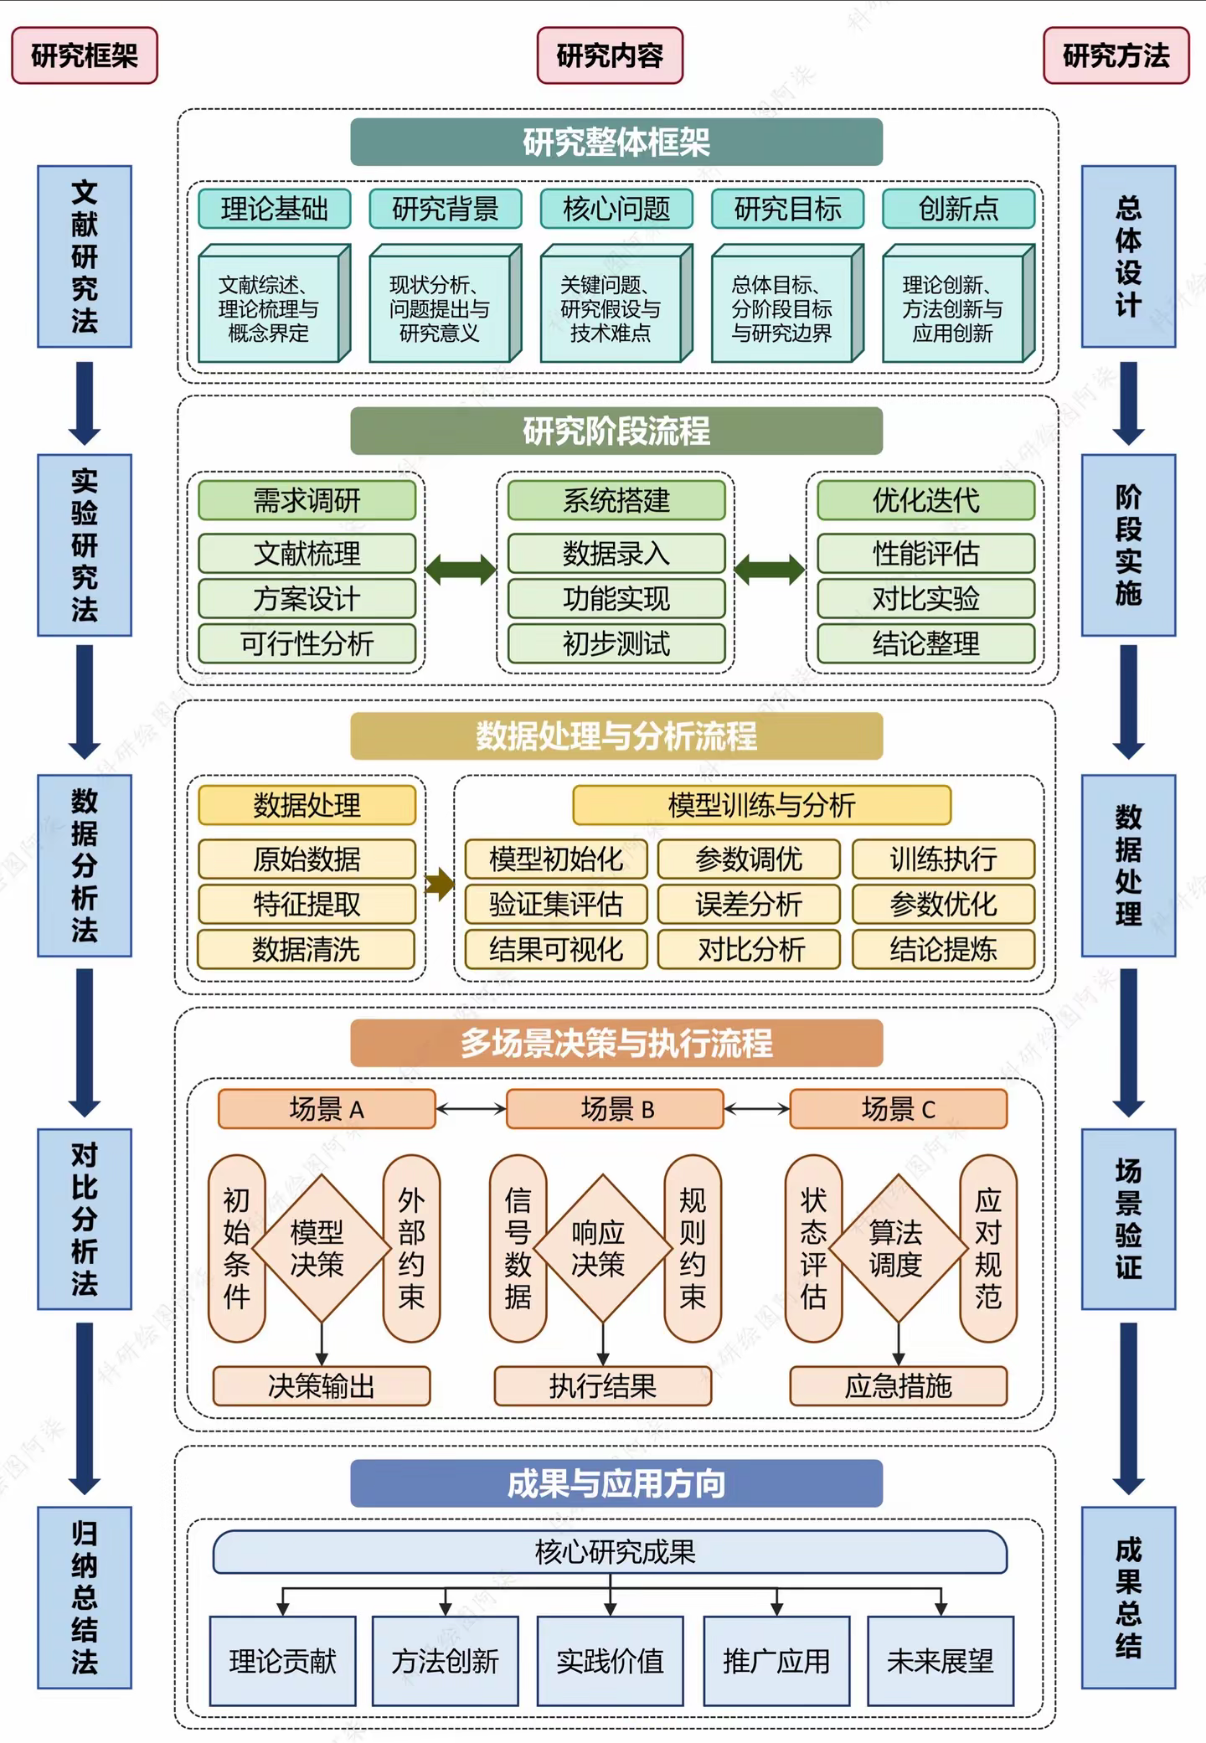 研究框架
研究内容
研究方法
文献研究法
实验研究法
数据分析法
对比分析法
归纳总结法
研究整体框架
理论基础
研究背景
核心问题
研究目标
创新点
文献综述、
理论梳理与
概念界定
现状分析、
问题提出与
研究意义
关键问题、
研究假设与
技术难点
总体目标、
分阶段目标
与研究边界
理论创新、
方法创新与
应用创新
研究阶段流程
需求调研
文献梳理
方案设计
可行性分析
系统搭建
数据录入
功能实现
初步测试
优化迭代
性能评估
对比实验
结论整理
数据处理与分析流程
数据处理
原始数据
特征提取
数据清洗
模型训练与分析
模型初始化
参数调优
训练执行
验证集评估
误差分析
参数优化
结果可视化
对比分析
结论提炼
多场景决策与执行流程
场景 A
场景 B
场景 C
初始条件
模型
决策
外部约束
决策输出
信号数据
响应
决策
规则约束
执行结果
状态评估
算法
调度
应对规范
应急措施
成果与应用方向
核心研究成果
理论贡献
方法创新
实践价值
推广应用
未来展望
总体设计
阶段实施
数据处理
场景验证
成果总结
科研绘图阿柒